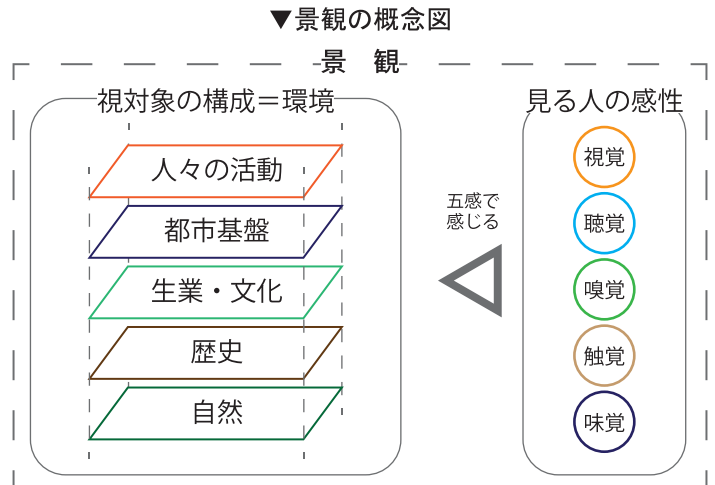 ▼景観の概念図
景 観
視対象の構成＝環境
人々の活動
都市基盤
生業・文化
歴史
自然
五感で
感じる
見る人の感性
視覚
聴覚
嗅覚
触覚
味覚